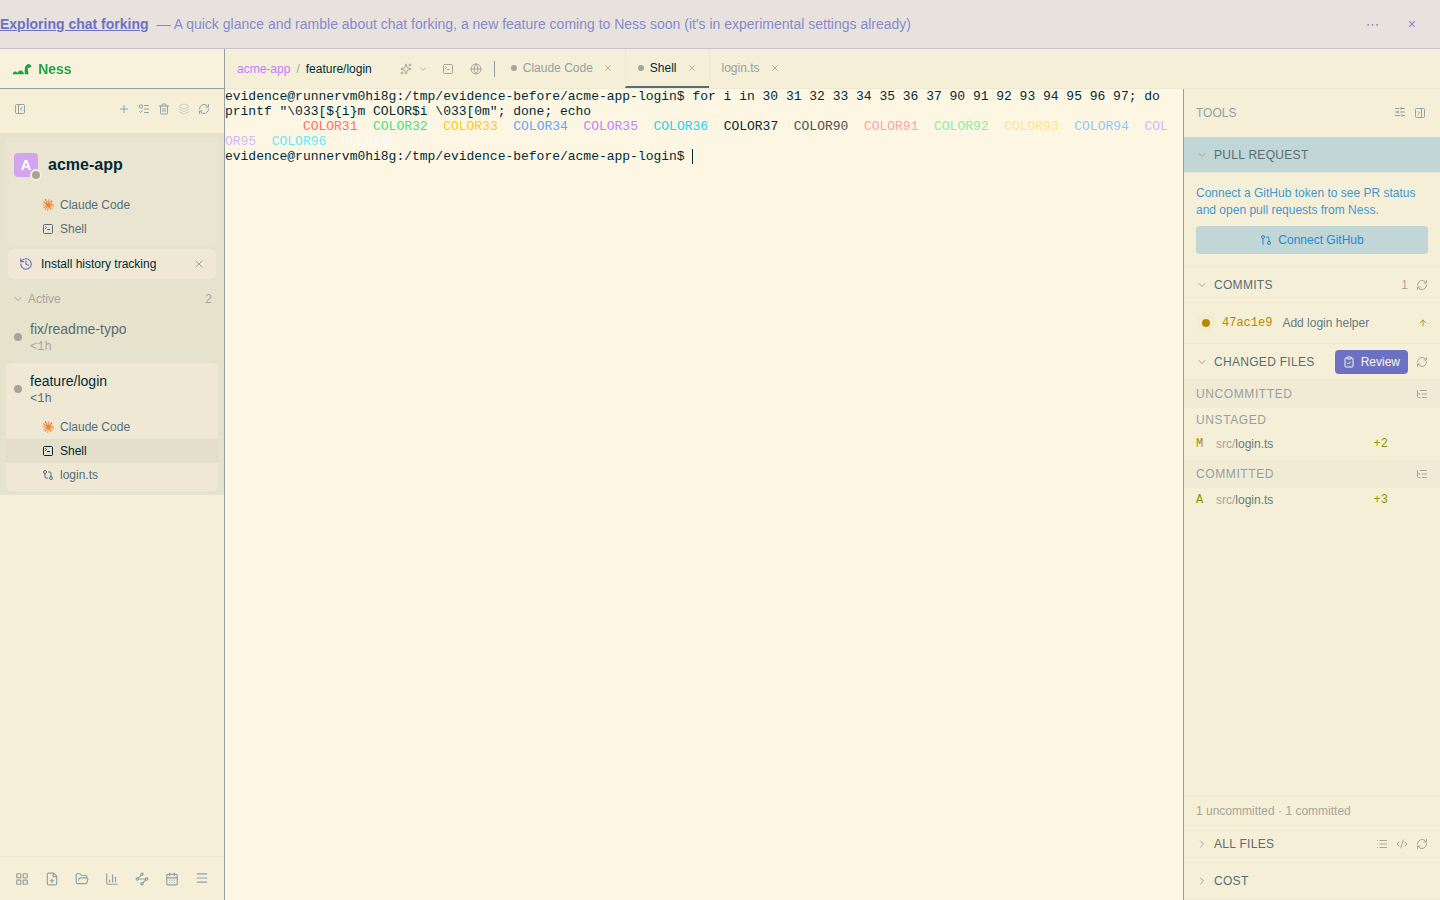 Exploring chat forking — A quick glance and ramble about chat forking, a new feature coming to Ness soon (it's in experimental settings already)
Ness
acme-app / feature/login
Claude Code
Shell
login.ts
A
acme-app
Claude Code
Shell
Install history tracking
Active 2
fix/readme-typo
<1h
feature/login
<1h
Claude Code
Shell
login.ts
evidence@runnervm0hi8g:/tmp/evidence-before/acme-app-login$ for i in 30 31 32 33 34 35 36 37 90 91 92 93 94 95 96 97; do
printf "\033[${i}m COLOR$i \033[0m"; done; echo
COLOR31 COLOR32 COLOR33 COLOR34 COLOR35 COLOR36 COLOR37 COLOR90 COLOR91 COLOR92 COLOR93 COLOR94 COL
OR95 COLOR96
evidence@runnervm0hi8g:/tmp/evidence-before/acme-app-login$
TOOLS
PULL REQUEST
Connect a GitHub token to see PR status
and open pull requests from Ness.
Connect GitHub
COMMITS 1
47ac1e9 Add login helper
CHANGED FILES Review
UNCOMMITTED
UNSTAGED
M src/login.ts +2
COMMITTED
A src/login.ts +3
1 uncommitted · 1 committed
ALL FILES
COST